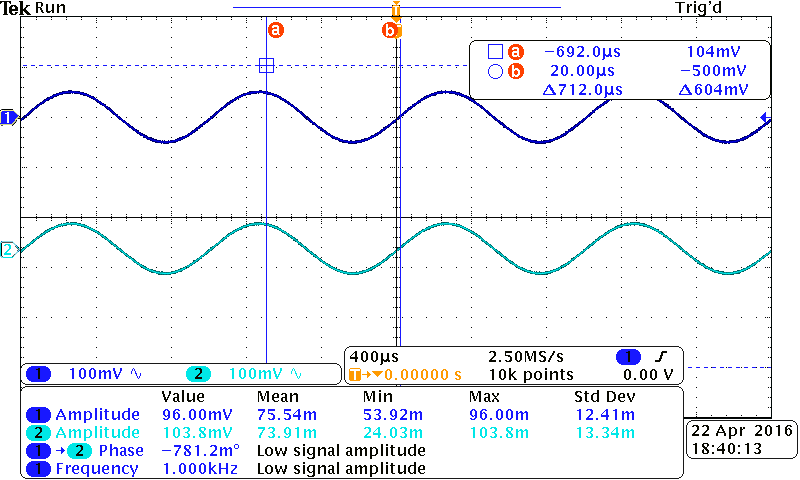 Tek Run Trig'd
T
a b
a −692.0µs 104mV
b 20.00µs −500mV
Δ712.0µs Δ604mV
1
2
1 100mV 2 100mV
400µs 2.50MS/s 1
T→▼0.00000 s 10k points 0.00 V
Value Mean Min Max Std Dev
1 Amplitude 96.00mV 75.54m 53.92m 96.00m 12.41m
2 Amplitude 103.8mV 73.91m 24.03m 103.8m 13.34m
1 → 2 Phase −781.2m° Low signal amplitude
1 Frequency 1.000kHz Low signal amplitude
22 Apr 2016
18:40:13